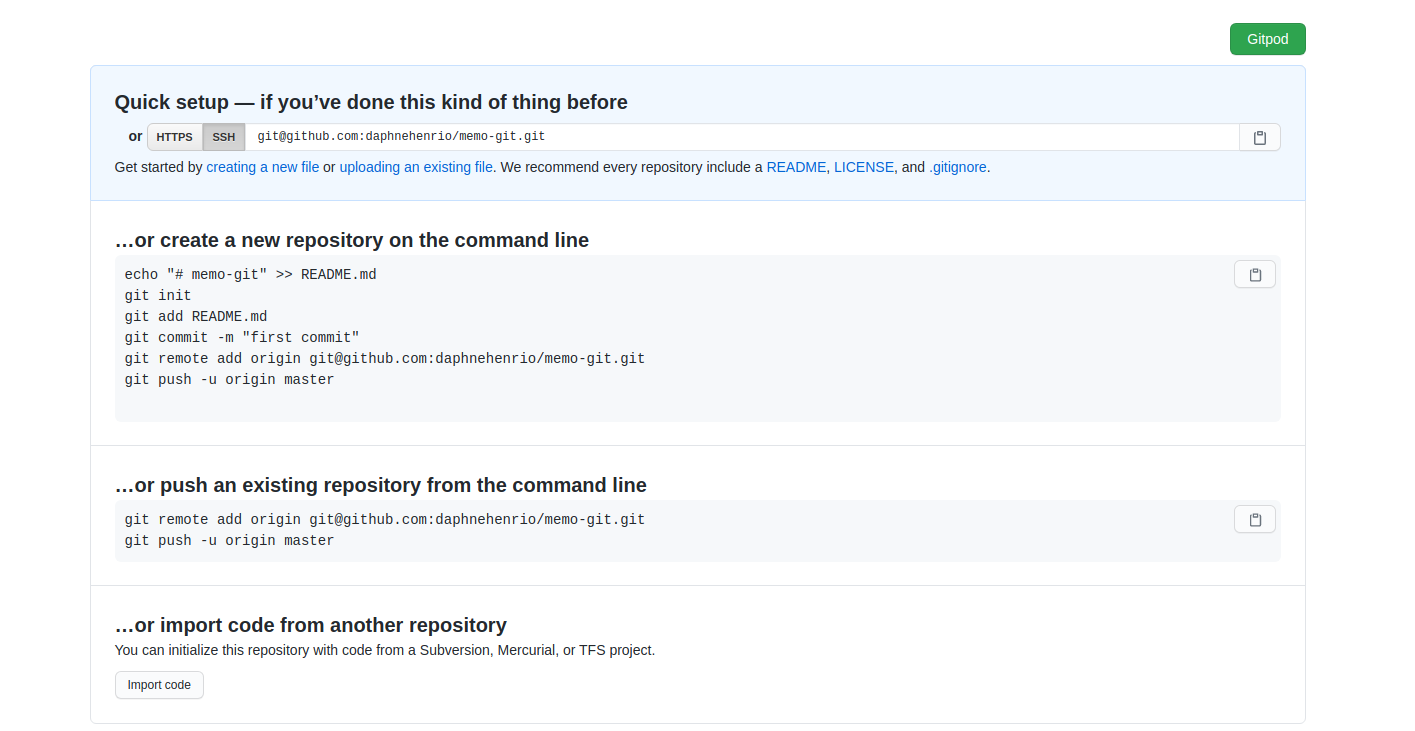 Gitpod
Quick setup — if you’ve done this kind of thing before
or HTTPS SSH git@github.com:daphnehenrio/memo-git.git
Get started by creating a new file or uploading an existing file. We recommend every repository include a README, LICENSE, and .gitignore.
…or create a new repository on the command line
echo "# memo-git" >> README.md
git init
git add README.md
git commit -m "first commit"
git remote add origin git@github.com:daphnehenrio/memo-git.git
git push -u origin master
…or push an existing repository from the command line
git remote add origin git@github.com:daphnehenrio/memo-git.git
git push -u origin master
…or import code from another repository
You can initialize this repository with code from a Subversion, Mercurial, or TFS project.
Import code